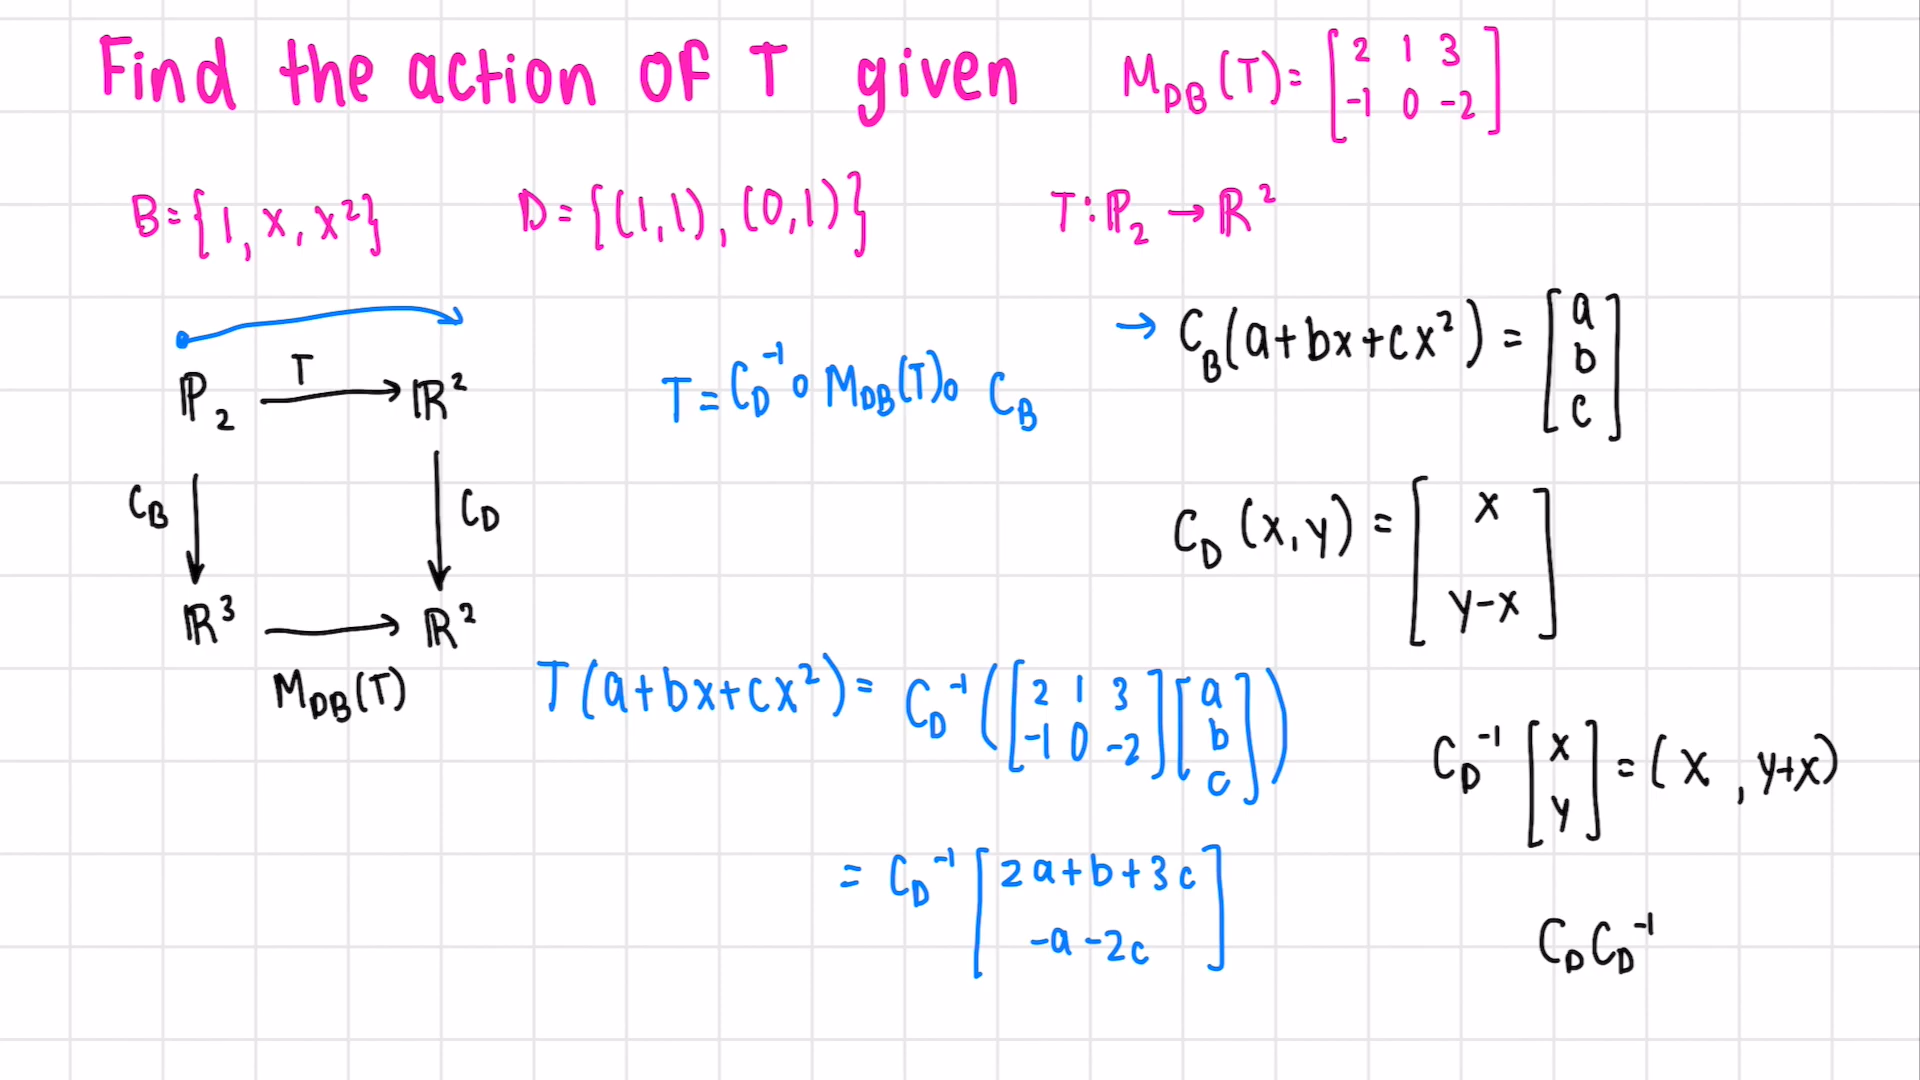 Find the action of T given M_DB(T) = [2 1 3; -1 0 -2]
B = {1, x, x²} D = {(1,1), (0,1)} T: ℙ₂ → ℝ²
→ C_B(a+bx+cx²) = [a; b; c]
ℙ₂ T→ ℝ²
T = C_D⁻¹ ∘ M_DB(T) ∘ C_B
C_B ↓ ↓ C_D
C_D (x,y) = [x; y-x]
ℝ³ → ℝ²
M_DB(T)
T(a+bx+cx²) = C_D⁻¹([2 1 3; -1 0 -2][a; b; c])
C_D⁻¹ [x; y] = (x, y+x)
= C_D⁻¹ [2a+b+3c; -a-2c]
C_D C_D⁻¹